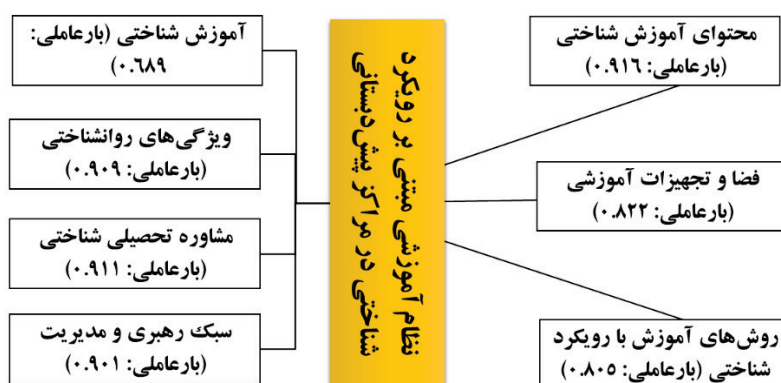 محتوای آموزش شناختی
(بارعاملی: ۰.۹۱۶)
فضا و تجهیزات آموزشی
(بارعاملی: ۰.۸۲۲)
روش‌های آموزش با رویکرد
شناختی (بارعاملی: ۰.۸۰۵)
نظام آموزشی مبتنی بر رویکرد
شناختی در مراکز پیش‌دبستانی
آموزش شناختی (بارعاملی:
۰.۶۸۹)
ویژگی‌های روانشناختی
(بارعاملی: ۰.۹۰۹)
مشاوره تحصیلی شناختی
(بارعاملی: ۰.۹۱۱)
سبک رهبری و مدیریت
(بارعاملی: ۰.۹۰۱)